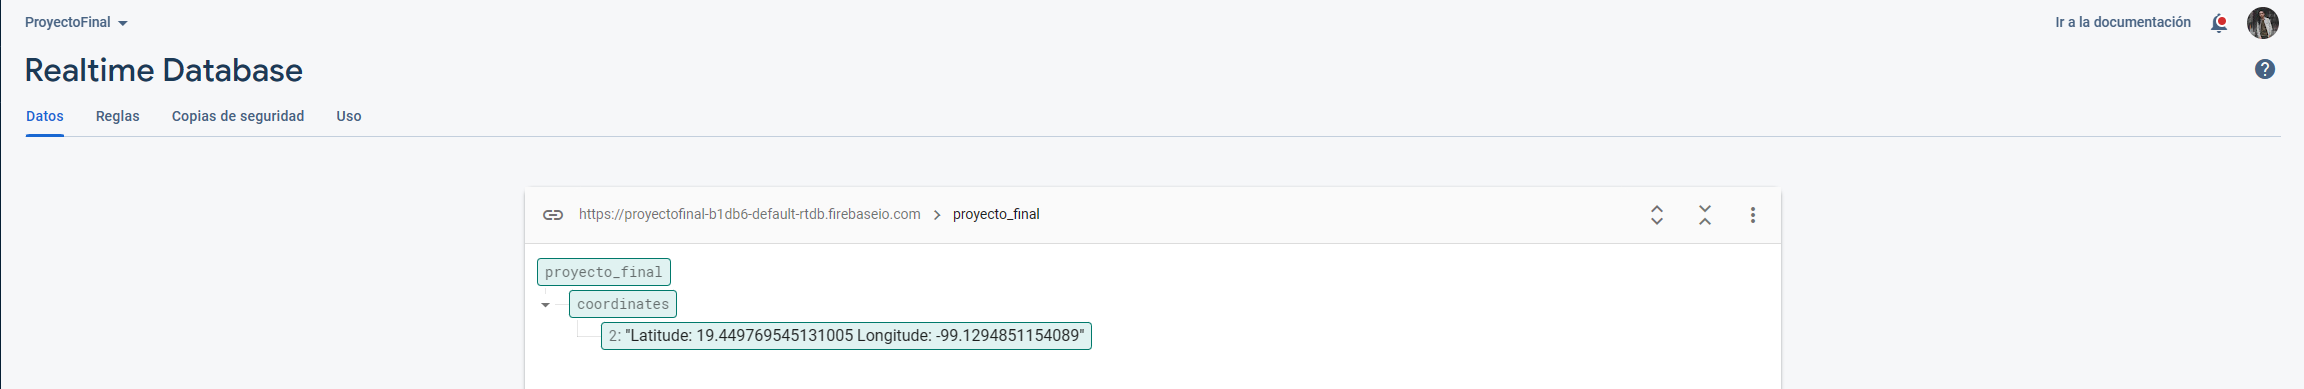 ProyectoFinal
Ir a la documentación
Realtime Database
Datos Reglas Copias de seguridad Uso
https://proyectofinal-b1db6-default-rtdb.firebaseio.com > proyecto_final
proyecto_final
coordinates
2: "Latitude: 19.449769545131005 Longitude: -99.1294851154089"